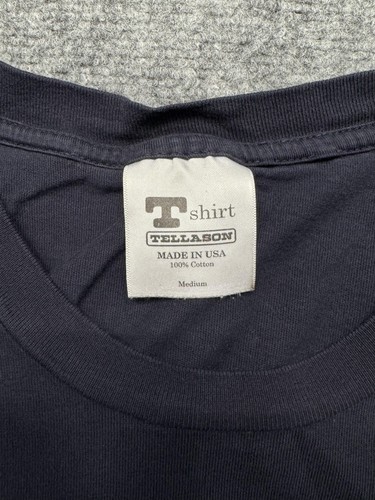 T shirt
TELLASON
MADE IN USA
100% Cotton
Medium